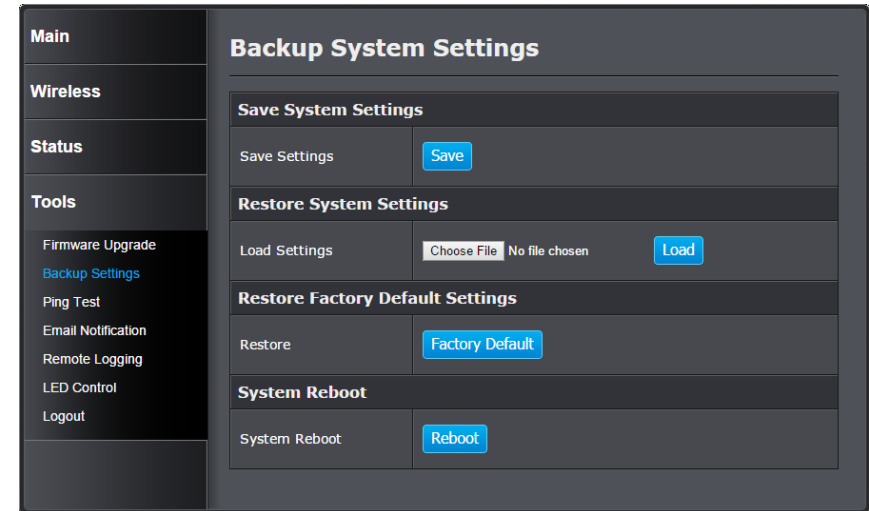 Main
Wireless
Status
Tools
Firmware Upgrade
Backup Settings
Ping Test
Email Notification
Remote Logging
LED Control
Logout
Backup System Settings
Save System Settings
Save Settings Save
Restore System Settings
Load Settings Choose File No file chosen Load
Restore Factory Default Settings
Restore Factory Default
System Reboot
System Reboot Reboot